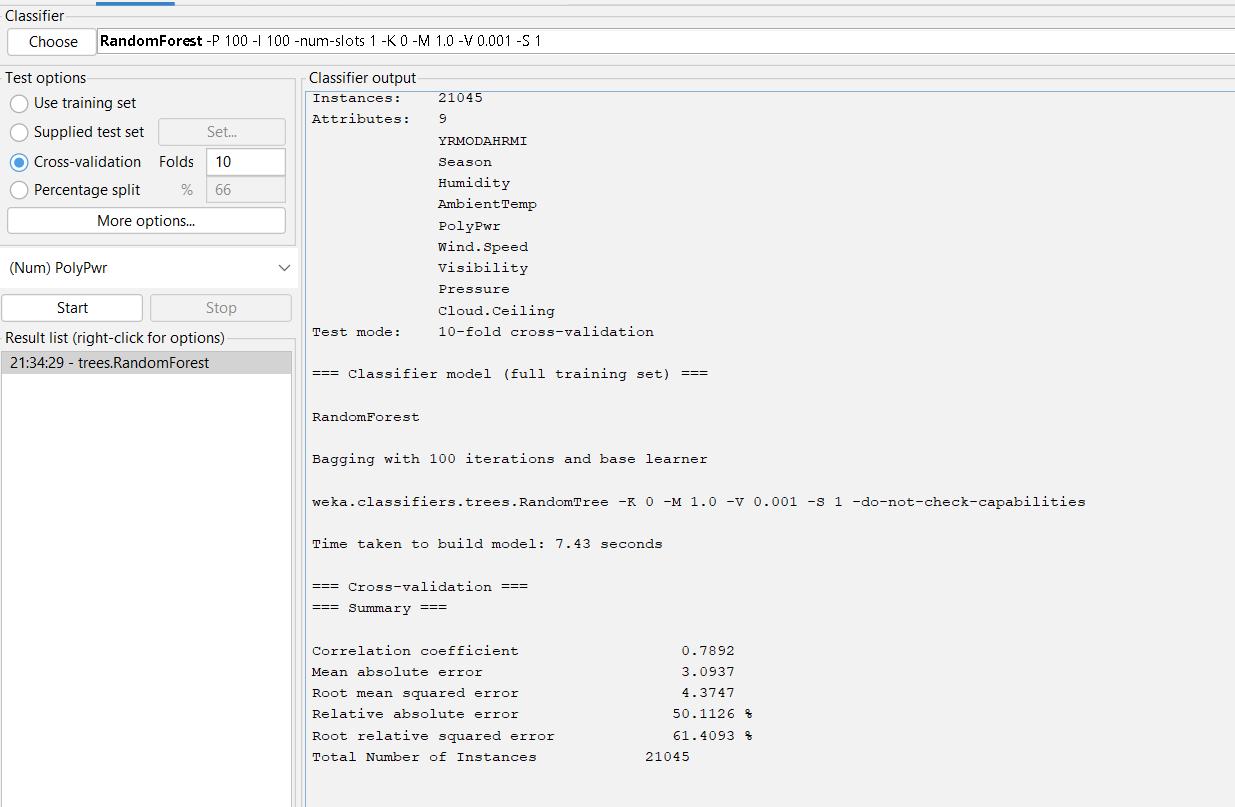 Classifier
Choose RandomForest -P 100 -I 100 -num-slots 1 -K 0 -M 1.0 -V 0.001 -S 1
Test options
Use training set
Supplied test set Set...
Cross-validation Folds 10
Percentage split % 66
More options...
(Num) PolyPwr
Start Stop
Result list (right-click for options)
21:34:29 - trees.RandomForest
Classifier output
Instances: 21045
Attributes: 9
YRMODAHRMI
Season
Humidity
AmbientTemp
PolyPwr
Wind.Speed
Visibility
Pressure
Cloud.Ceiling
Test mode: 10-fold cross-validation
=== Classifier model (full training set) ===
RandomForest
Bagging with 100 iterations and base learner
weka.classifiers.trees.RandomTree -K 0 -M 1.0 -V 0.001 -S 1 -do-not-check-capabilities
Time taken to build model: 7.43 seconds
=== Cross-validation ===
=== Summary ===
Correlation coefficient 0.7892
Mean absolute error 3.0937
Root mean squared error 4.3747
Relative absolute error 50.1126 %
Root relative squared error 61.4093 %
Total Number of Instances 21045